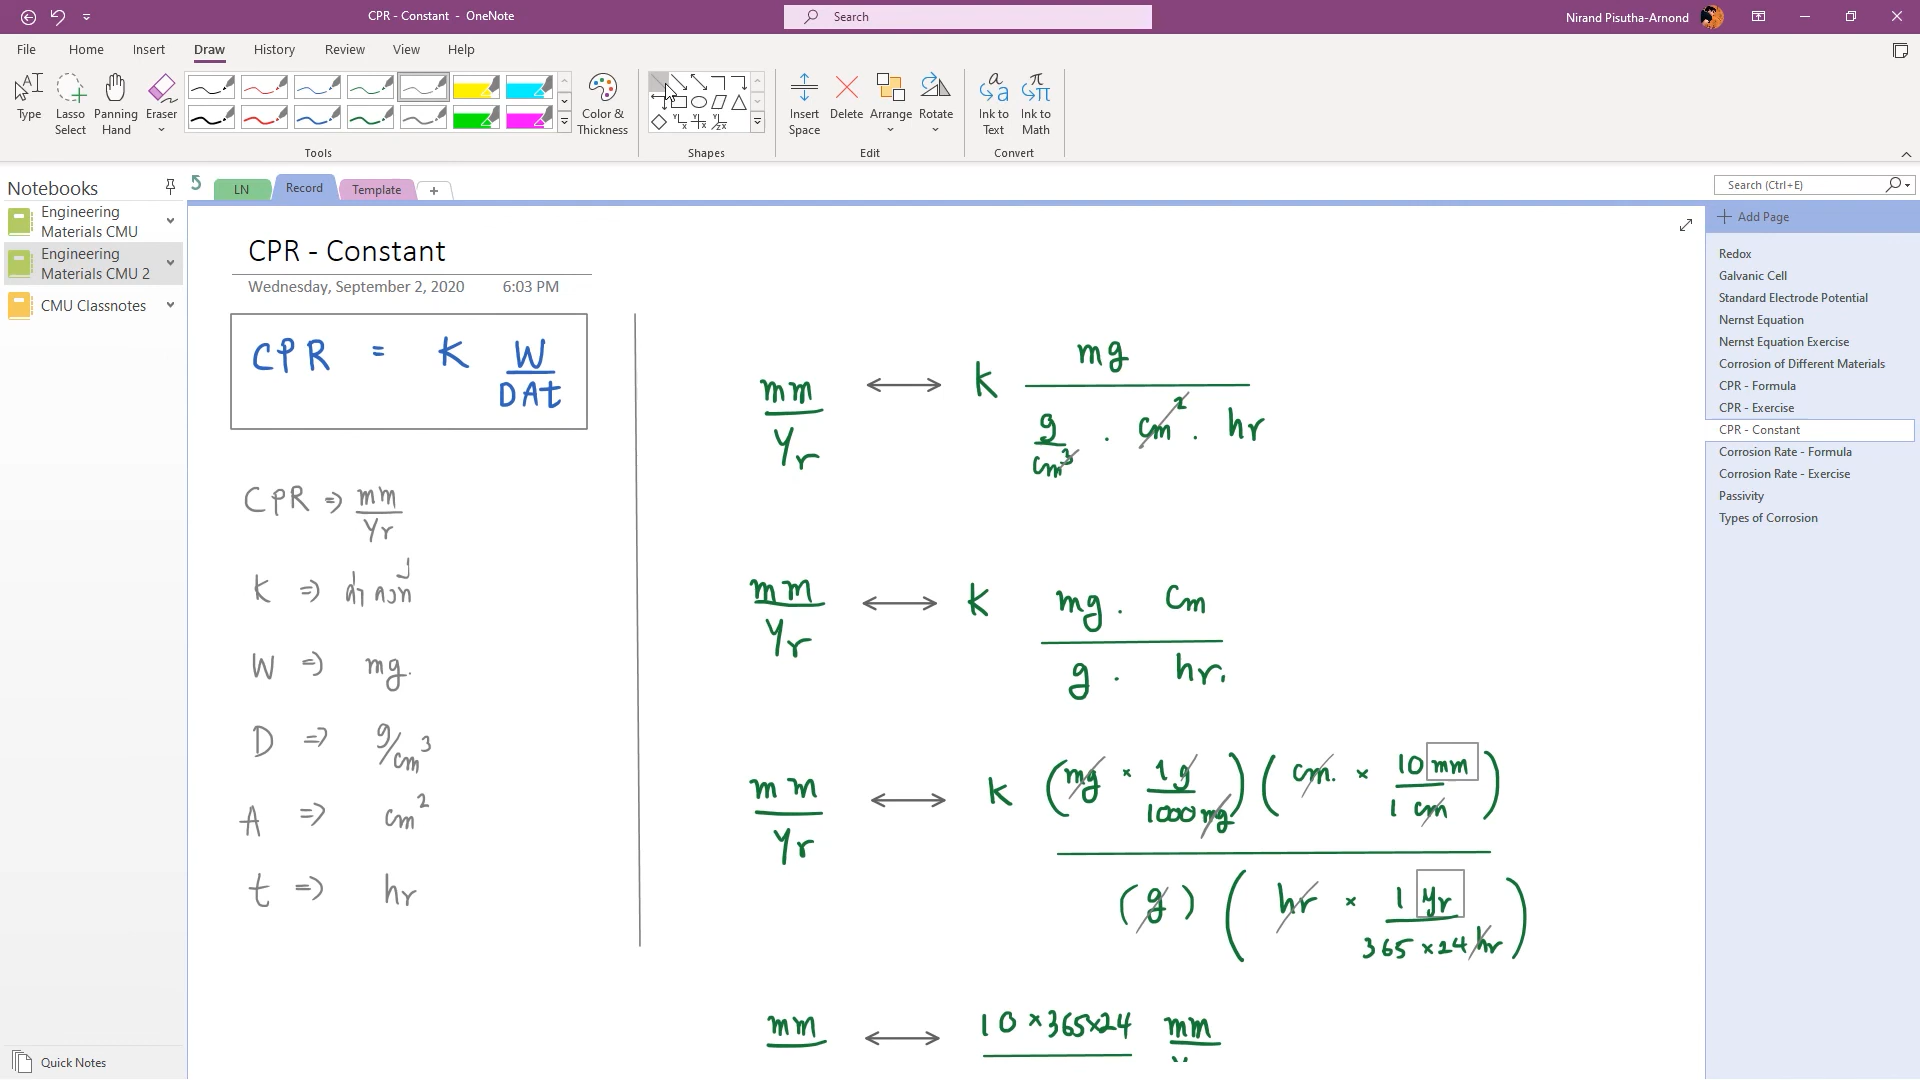 CPR - Constant - OneNote
Search
Nirand Pisutha-Arnond
File Home Insert Draw History Review View Help
Type
Lasso Select
Panning Hand
Eraser
Color & Thickness
Insert Space
Delete
Arrange
Rotate
Ink to Text
Ink to Math
Tools
Shapes
Edit
Convert
Notebooks
Engineering Materials CMU
Engineering Materials CMU 2
CMU Classnotes
Quick Notes
LN Record Template +
Search (Ctrl+E)
CPR - Constant
Wednesday, September 2, 2020 6:03 PM
CPR = K W/DAt
CPR => mm/Yr
K =>
W => mg.
D => g/cm³
A => cm²
t => hr
mm/Yr ⟷ K mg / (g/cm³ · cm² · hr)
mm/Yr ⟷ K mg · cm / (g · hr.)
mm/Yr ⟷ K (mg × 1 g/1000 mg) (cm. × 10 mm/1 cm) / (g) (hr × 1 Yr/365×24 hr)
mm ⟷ 10×365×24 mm
Add Page
Redox
Galvanic Cell
Standard Electrode Potential
Nernst Equation
Nernst Equation Exercise
Corrosion of Different Materials
CPR - Formula
CPR - Exercise
CPR - Constant
Corrosion Rate - Formula
Corrosion Rate - Exercise
Passivity
Types of Corrosion